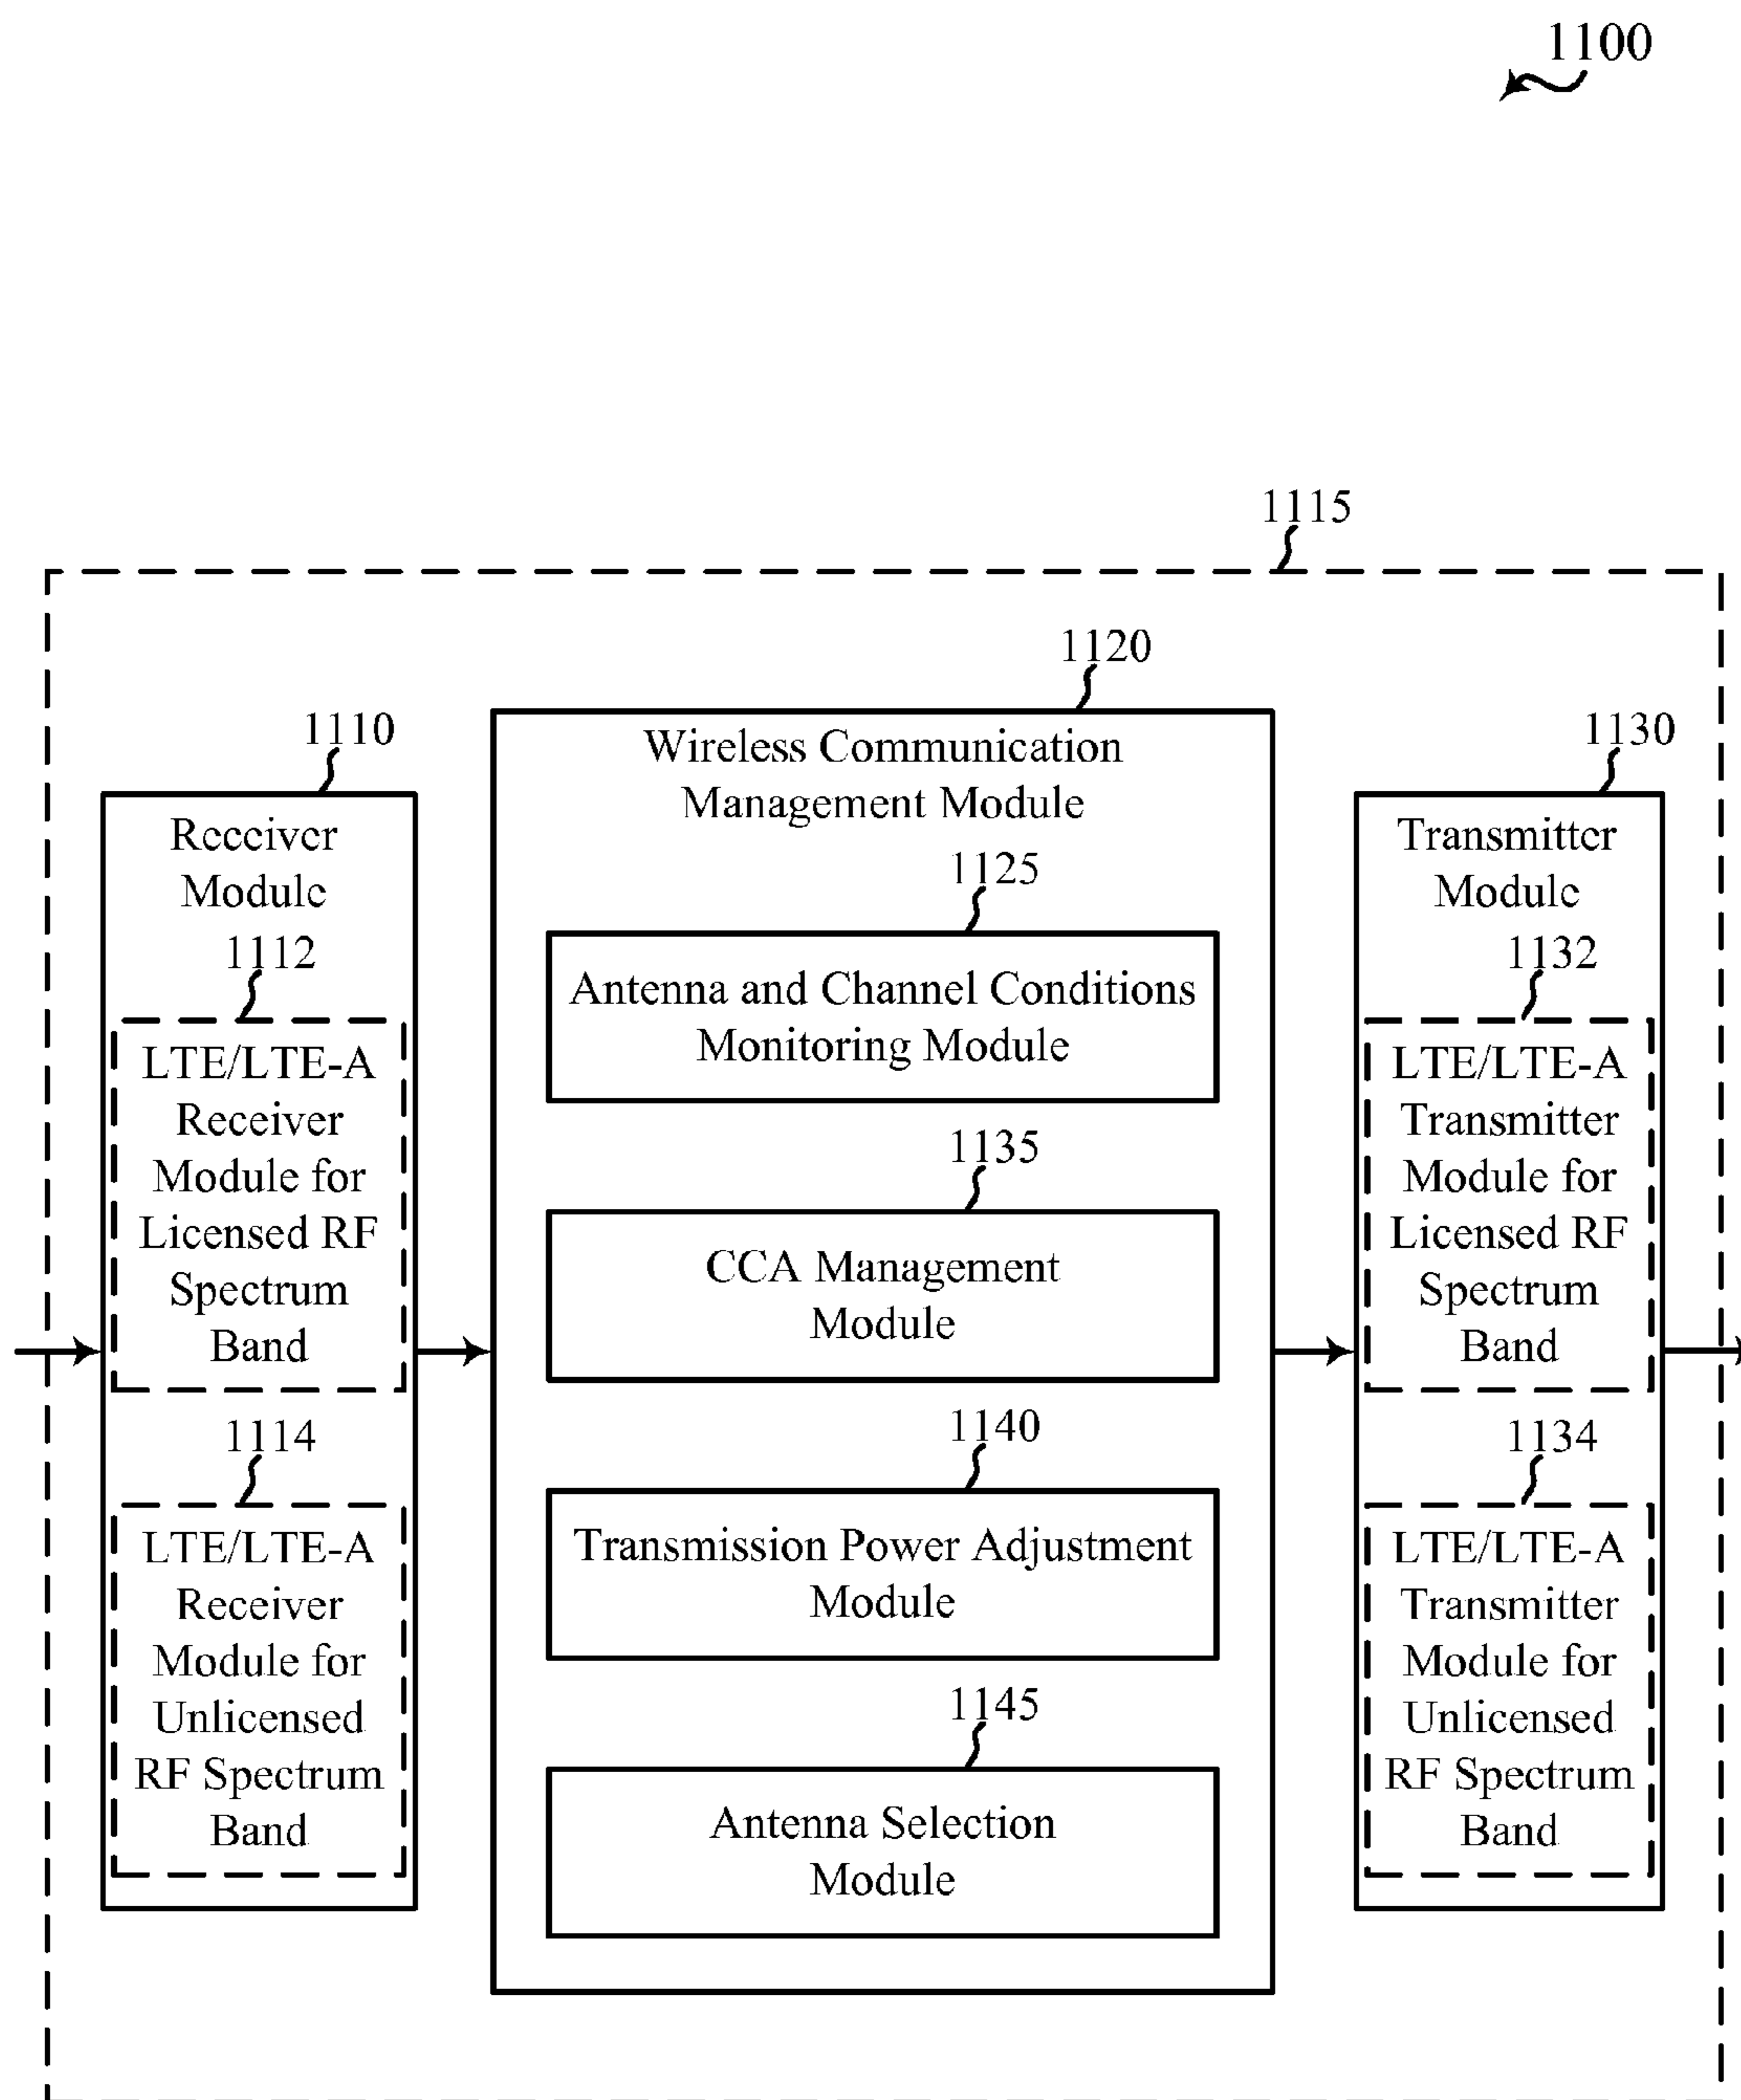 1100
1115
1120
1110
1130
Wireless Communication
Management Module
Receiver
Module
Transmitter
Module
1125
Antenna and Channel Conditions
Monitoring Module
1112
LTE/LTE-A
Receiver
Module for
Licensed RF
Spectrum
Band
1132
LTE/LTE-A
Transmitter
Module for
Licensed RF
Spectrum
Band
1135
CCA Management
Module
1140
Transmission Power Adjustment
Module
1114
LTE/LTE-A
Receiver
Module for
Unlicensed
RF Spectrum
Band
1134
LTE/LTE-A
Transmitter
Module for
Unlicensed
RF Spectrum
Band
1145
Antenna Selection
Module